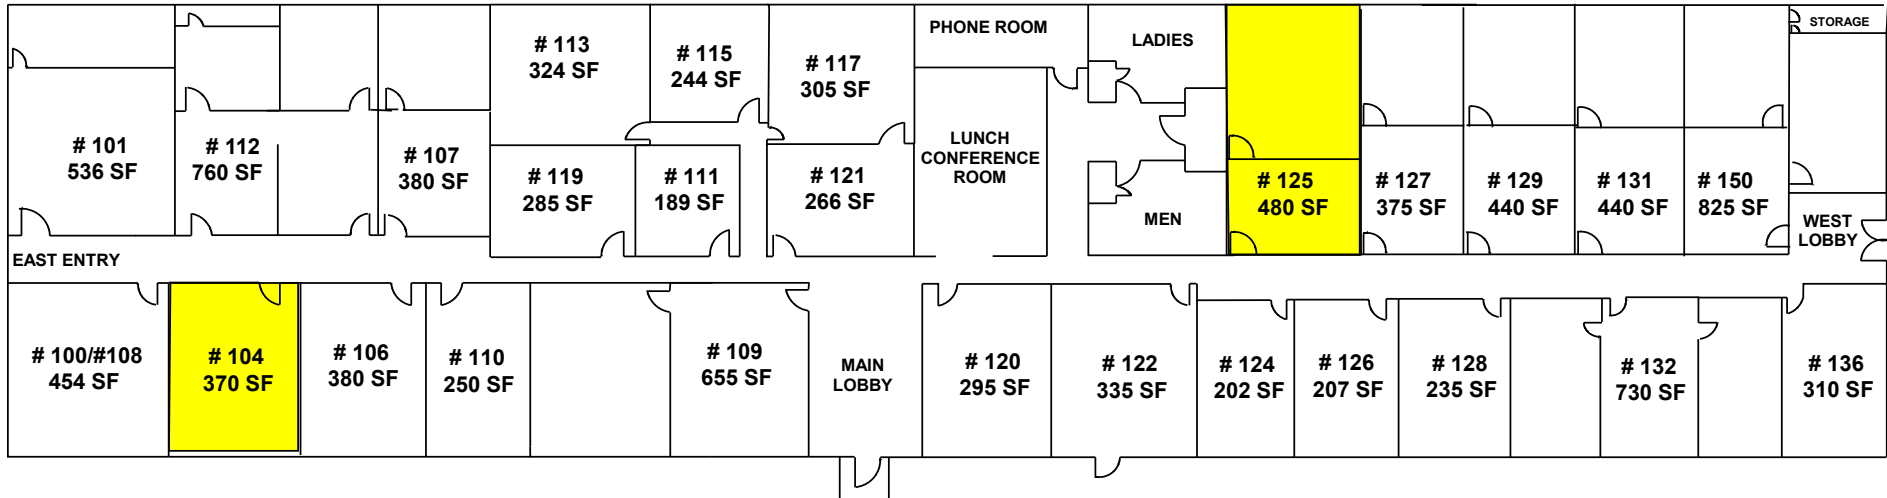 # 113
324 SF
# 115
244 SF
# 117
305 SF
PHONE ROOM
LADIES
STORAGE
# 101
536 SF
# 112
760 SF
# 107
380 SF
# 119
285 SF
# 111
189 SF
# 121
266 SF
LUNCH
CONFERENCE
ROOM
MEN
# 125
480 SF
# 127
375 SF
# 129
440 SF
# 131
440 SF
# 150
825 SF
WEST
LOBBY
EAST ENTRY
# 100/#108
454 SF
# 104
370 SF
# 106
380 SF
# 110
250 SF
# 109
655 SF
MAIN
LOBBY
# 120
295 SF
# 122
335 SF
# 124
202 SF
# 126
207 SF
# 128
235 SF
# 132
730 SF
# 136
310 SF